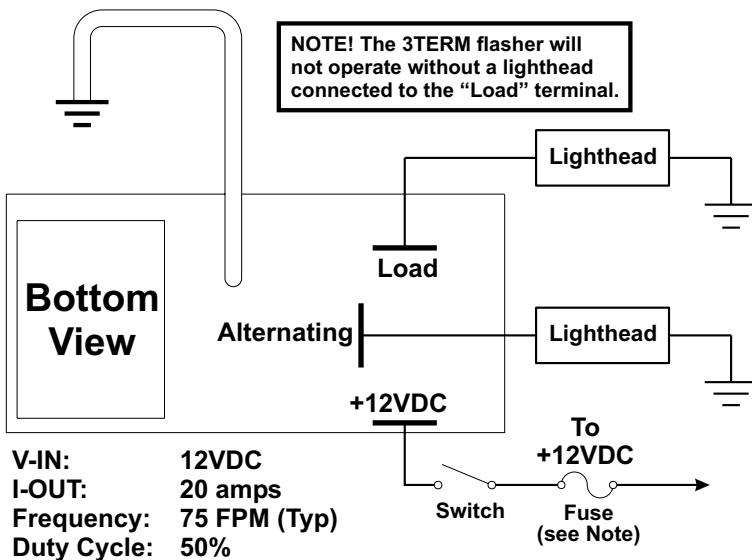 NOTE! The 3TERM flasher will
not operate without a lighthead
connected to the “Load” terminal.
Lighthead
Load
Bottom
View
Alternating
Lighthead
+12VDC
To
+12VDC
Switch
Fuse
(see Note)
V-IN: 12VDC
I-OUT: 20 amps
Frequency: 75 FPM (Typ)
Duty Cycle: 50%